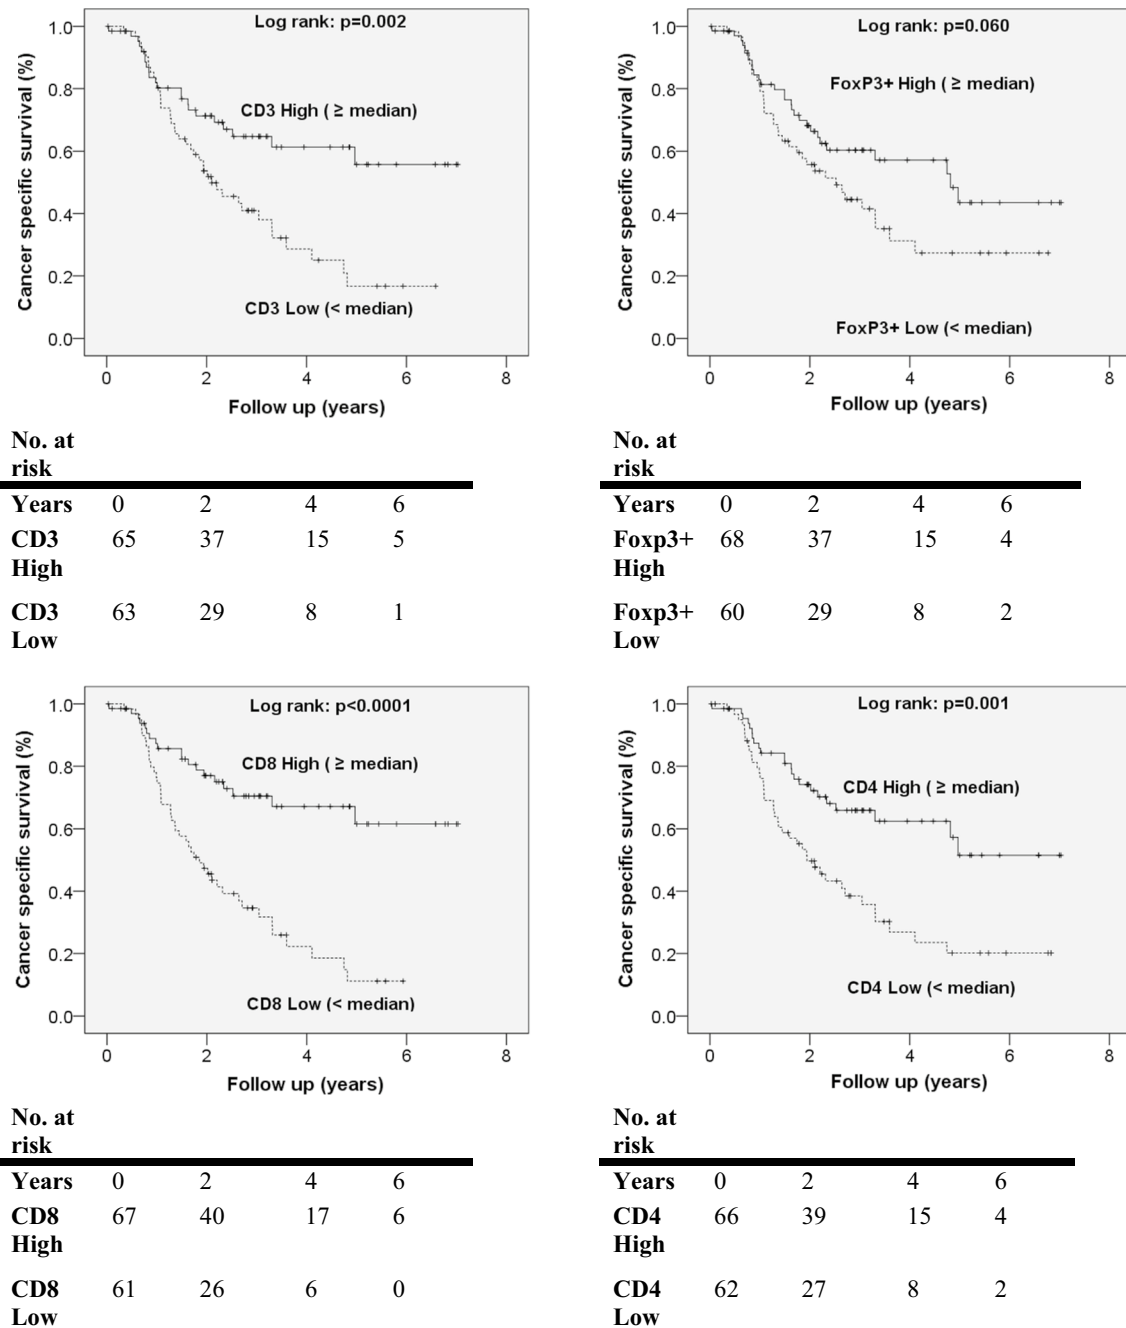 Log rank: p=0.002
CD3 High ( ≥ median)
CD3 Low (< median)
Cancer specific survival (%)
1.0
0.8
0.6
0.4
0.2
0.0
0 2 4 6 8
Follow up (years)
No. at
risk
Years 0 2 4 6
CD3 65 37 15 5
High
CD3 63 29 8 1
Low
Log rank: p=0.060
FoxP3+ High ( ≥ median)
FoxP3+ Low (< median)
Cancer specific survival (%)
1.0
0.8
0.6
0.4
0.2
0.0
0 2 4 6 8
Follow up (years)
No. at
risk
Years 0 2 4 6
Foxp3+ 68 37 15 4
High
Foxp3+ 60 29 8 2
Low
Log rank: p<0.0001
CD8 High ( ≥ median)
CD8 Low (< median)
Cancer specific survival (%)
1.0
0.8
0.6
0.4
0.2
0.0
0 2 4 6 8
Follow up (years)
No. at
risk
Years 0 2 4 6
CD8 67 40 17 6
High
CD8 61 26 6 0
Low
Log rank: p=0.001
CD4 High ( ≥ median)
CD4 Low (< median)
Cancer specific survival (%)
1.0
0.8
0.6
0.4
0.2
0.0
0 2 4 6 8
Follow up (years)
No. at
risk
Years 0 2 4 6
CD4 66 39 15 4
High
CD4 62 27 8 2
Low